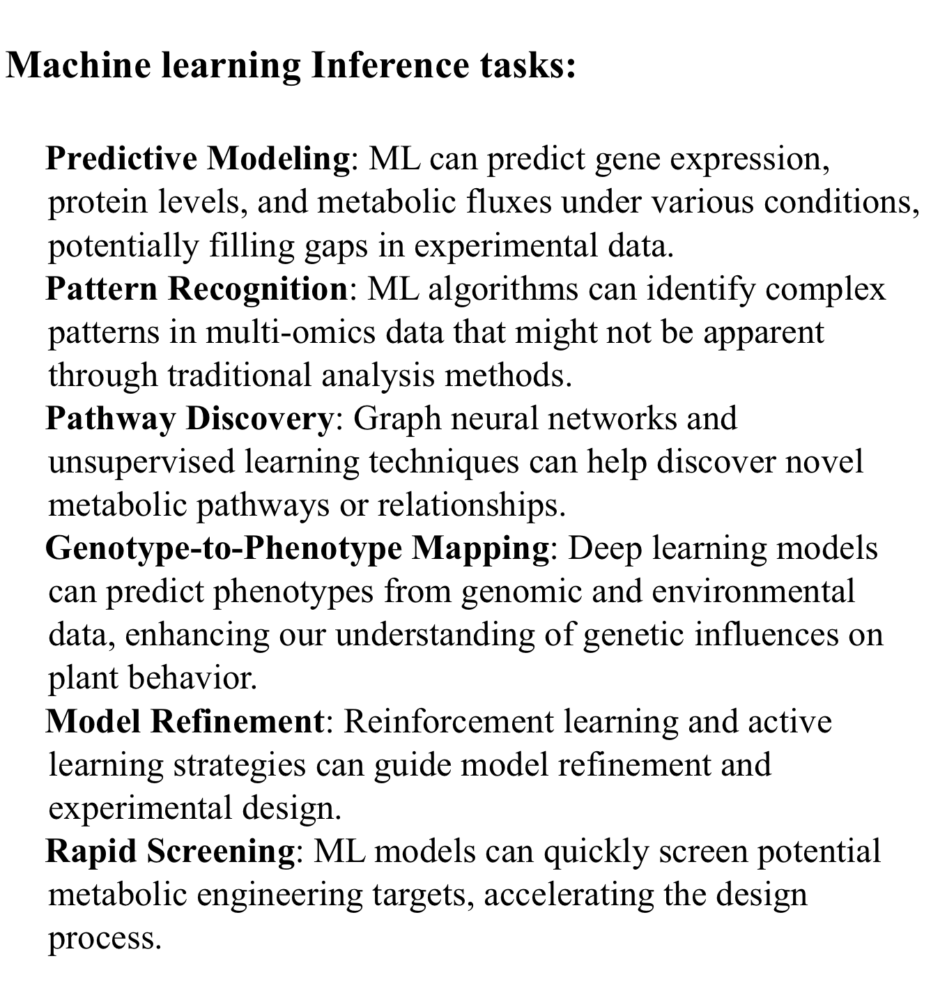 Machine learning Inference tasks:
Predictive Modeling: ML can predict gene expression,
protein levels, and metabolic fluxes under various conditions,
potentially filling gaps in experimental data.
Pattern Recognition: ML algorithms can identify complex
patterns in multi-omics data that might not be apparent
through traditional analysis methods.
Pathway Discovery: Graph neural networks and
unsupervised learning techniques can help discover novel
metabolic pathways or relationships.
Genotype-to-Phenotype Mapping: Deep learning models
can predict phenotypes from genomic and environmental
data, enhancing our understanding of genetic influences on
plant behavior.
Model Refinement: Reinforcement learning and active
learning strategies can guide model refinement and
experimental design.
Rapid Screening: ML models can quickly screen potential
metabolic engineering targets, accelerating the design
process.